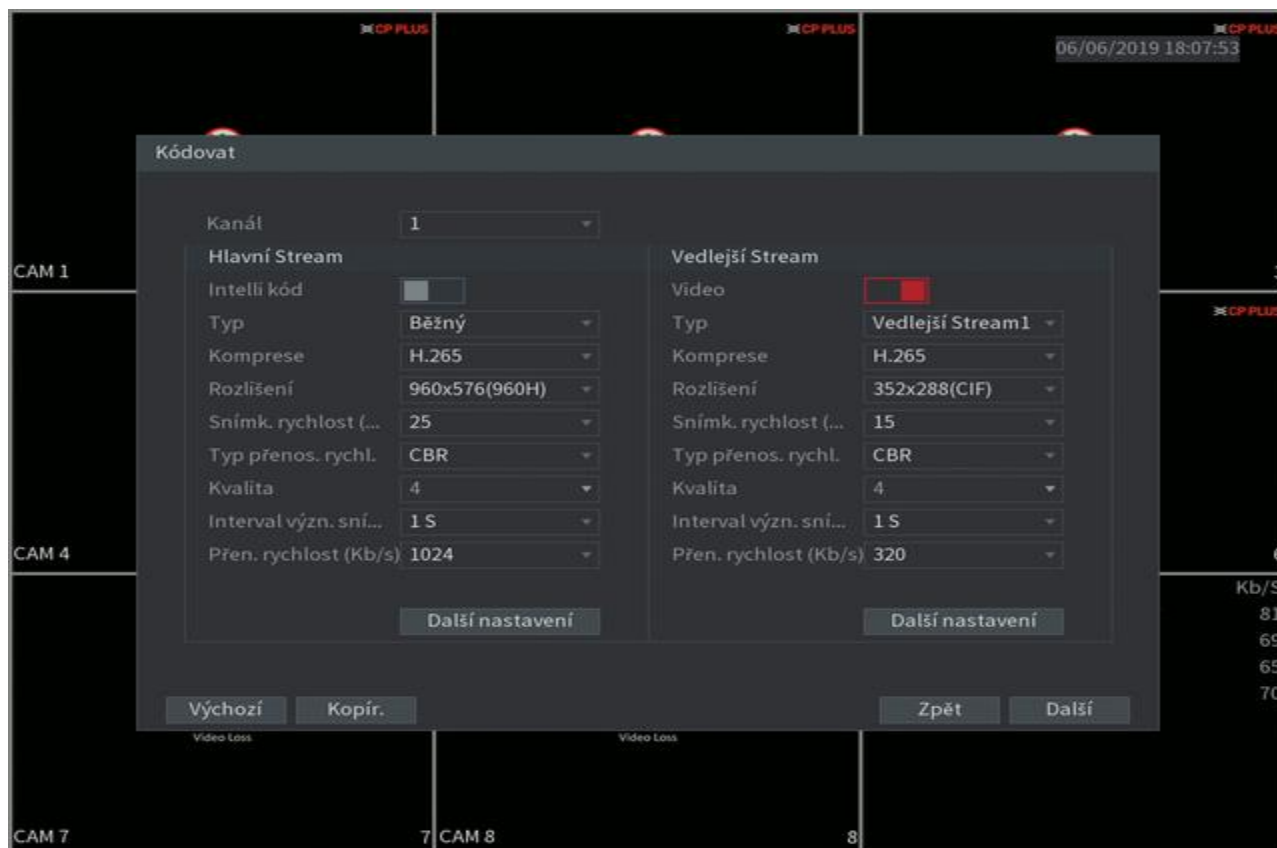 CP PLUS
CP PLUS
CP PLUS
06/06/2019 18:07:53
Kódovat
Kanál 1
Hlavní Stream
Intelli kód
Typ Běžný
Komprese H.265
Rozlišení 960x576(960H)
Snímk. rychlost (... 25
Typ přenos. rychl. CBR
Kvalita 4
Interval význ. sní... 1 S
Přen. rychlost (Kb/s) 1024
Další nastavení
Vedlejší Stream
Video
Typ Vedlejší Stream1
Komprese H.265
Rozlišení 352x288(CIF)
Snímk. rychlost (... 15
Typ přenos. rychl. CBR
Kvalita 4
Interval význ. sní... 1 S
Přen. rychlost (Kb/s) 320
Další nastavení
Výchozí Kopír. Zpět Další
CAM 1
CP PLUS
CAM 4
Kb/S
81
69
65
70
Video Loss Video Loss
CAM 7 7 CAM 8 8